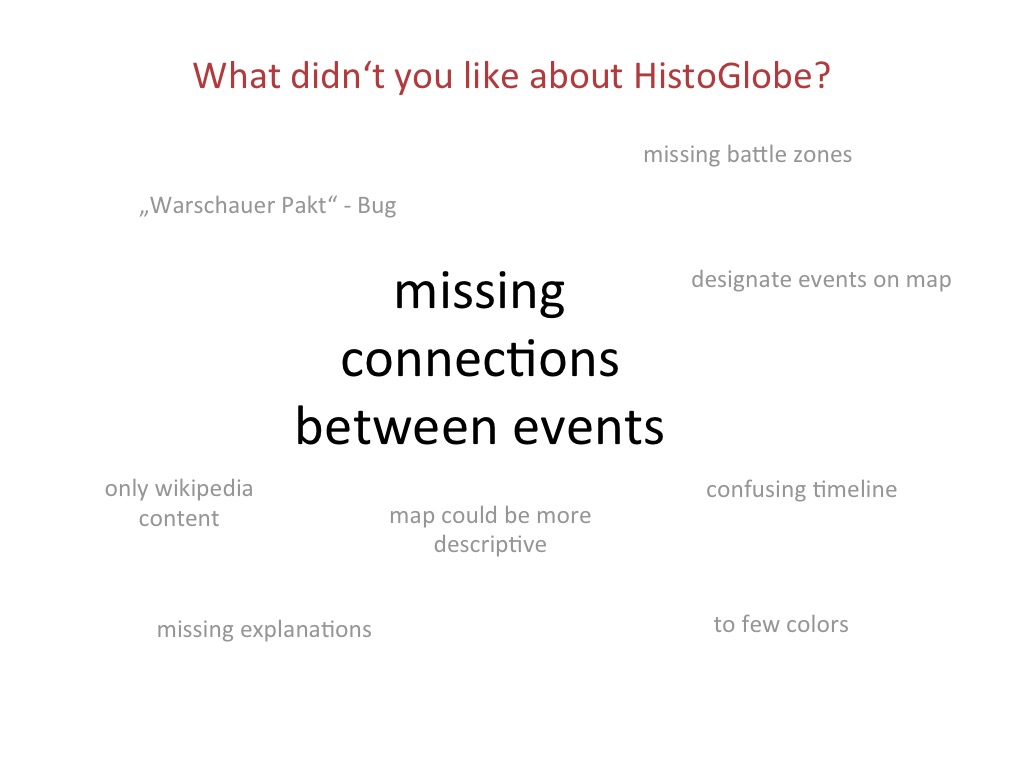 What didn‘t you like about HistoGlobe?
missing battle zones
„Warschauer Pakt“ - Bug
designate events on map
missing
connections
between events
only wikipedia
content
map could be more
descriptive
confusing timeline
missing explanations
to few colors